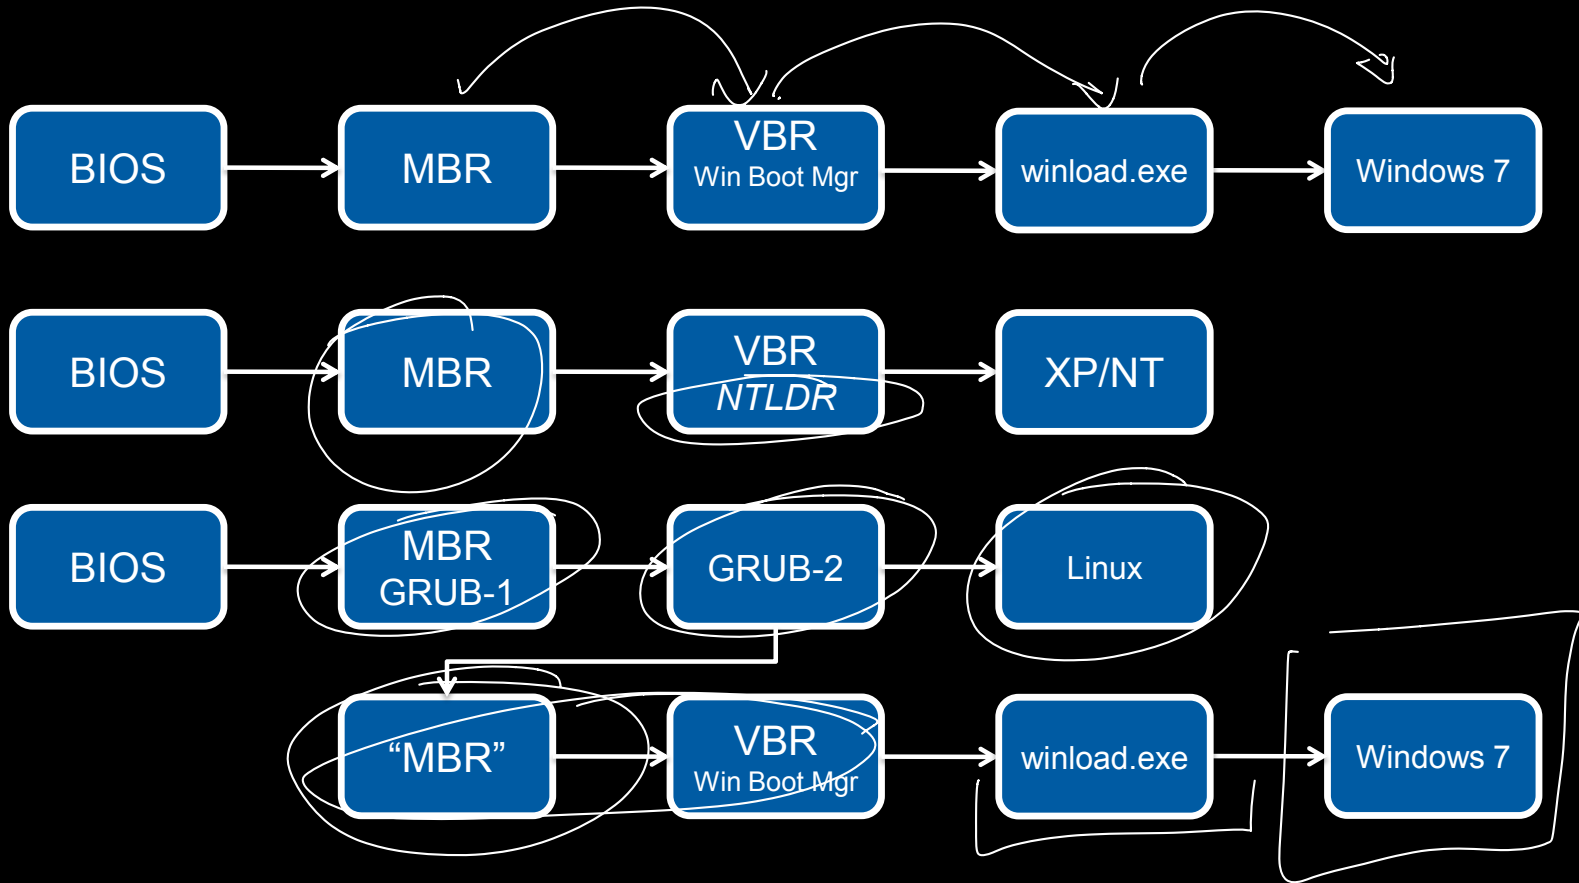 BIOS
MBR
VBR
Win Boot Mgr
winload.exe
Windows 7
BIOS
MBR
VBR
NTLDR
XP/NT
BIOS
MBR
GRUB-1
GRUB-2
Linux
“MBR”
VBR
Win Boot Mgr
winload.exe
Windows 7